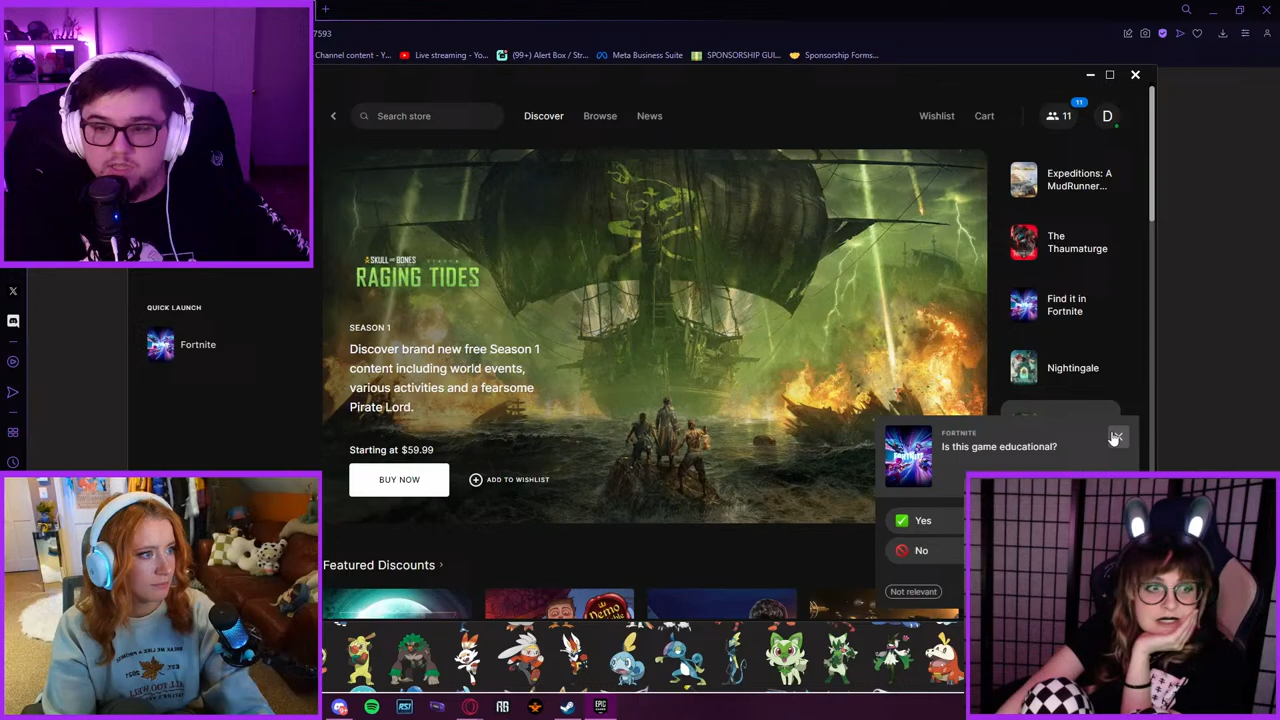 7593
Channel content - Y...
Live streaming - Yo...
(99+) Alert Box / Str...
Meta Business Suite
SPONSORSHIP GUI...
Sponsorship Forms...
Search store
Discover
Browse
News
Wishlist
Cart
11
11
D
QUICK LAUNCH
Fortnite
SKULL AND BONES
RAGING TIDES
SEASON 1
Discover brand new free Season 1
content including world events,
various activities and a fearsome
Pirate Lord.
Starting at $59.99
BUY NOW
ADD TO WISHLIST
Expeditions: A
MudRunner...
The
Thaumaturge
Find it in
Fortnite
Nightingale
FORTNITE
Is this game educational?
Yes
No
Not relevant
Featured Discounts
EPIC
GAMES